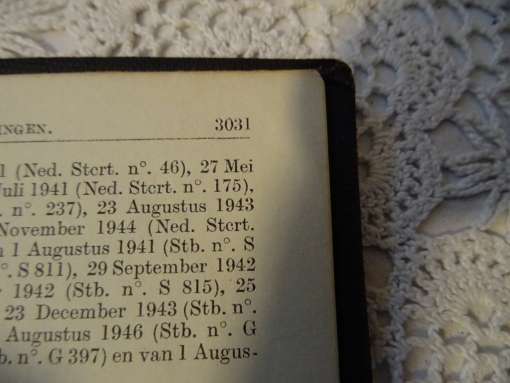 INGEN. 3031
1 (Ned. Stcrt. n°. 46), 27 Mei
Juli 1941 (Ned. Stcrt. n°. 175),
. n°. 237), 23 Augustus 1943
November 1944 (Ned. Stcrt.
n 1 Augustus 1941 (Stb. n°. S
°. S 811), 29 September 1942
r 1942 (Stb. n°. S 815), 25
23 December 1943 (Stb. n°.
Augustus 1946 (Stb. n°. G
b. n°. G 397) en van 1 Augus-